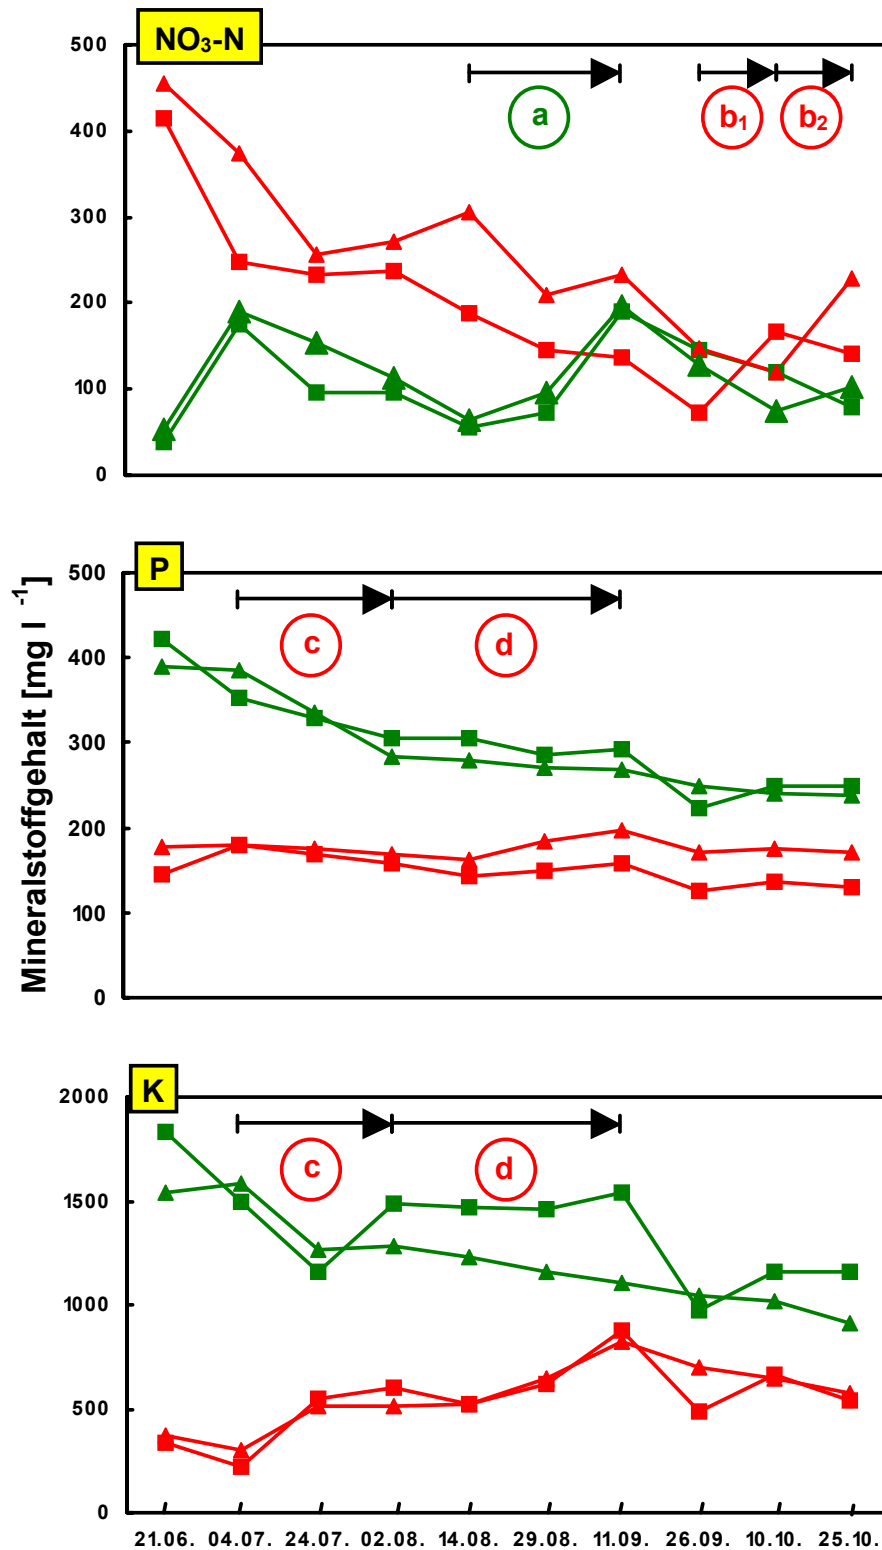 NO₃-N
500
400
300
200
100
0
a
b₁
b₂
Mineralstoffgehalt [mg l ⁻¹]
P
500
400
300
200
100
0
c
d
K
2000
1500
1000
500
0
c
d
21.06. 04.07. 24.07. 02.08. 14.08. 29.08. 11.09. 26.09. 10.10. 25.10.